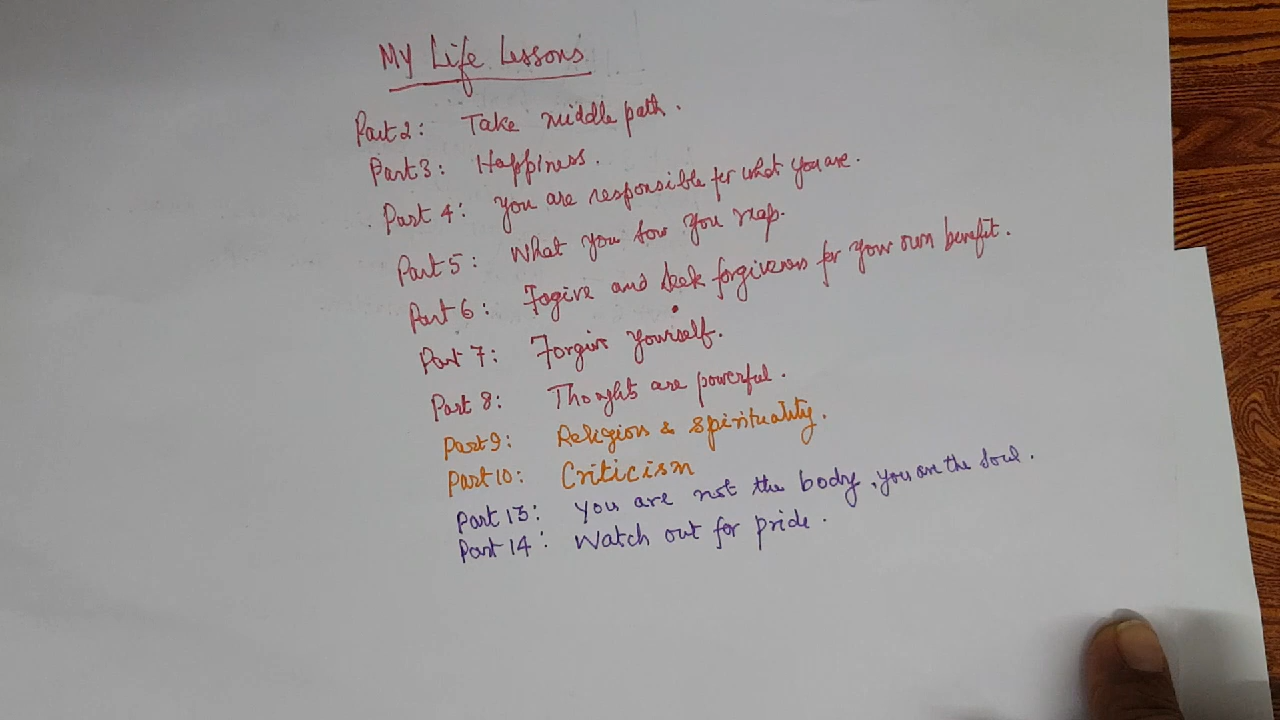 My Life Lessons
Part 2: Take middle path.
Part 3: Happiness.
Part 4: You are responsible for what you are.
Part 5: What you sow you reap.
Part 6: Fogive and seek forgiveness for your own benefit.
Part 7: Forgive yourself.
Part 8: Thoughts are powerful.
Part 9: Religion & spirituality.
Part 10: Criticism
Part 13: You are not the body, you are the soul.
Part 14: Watch out for pride.